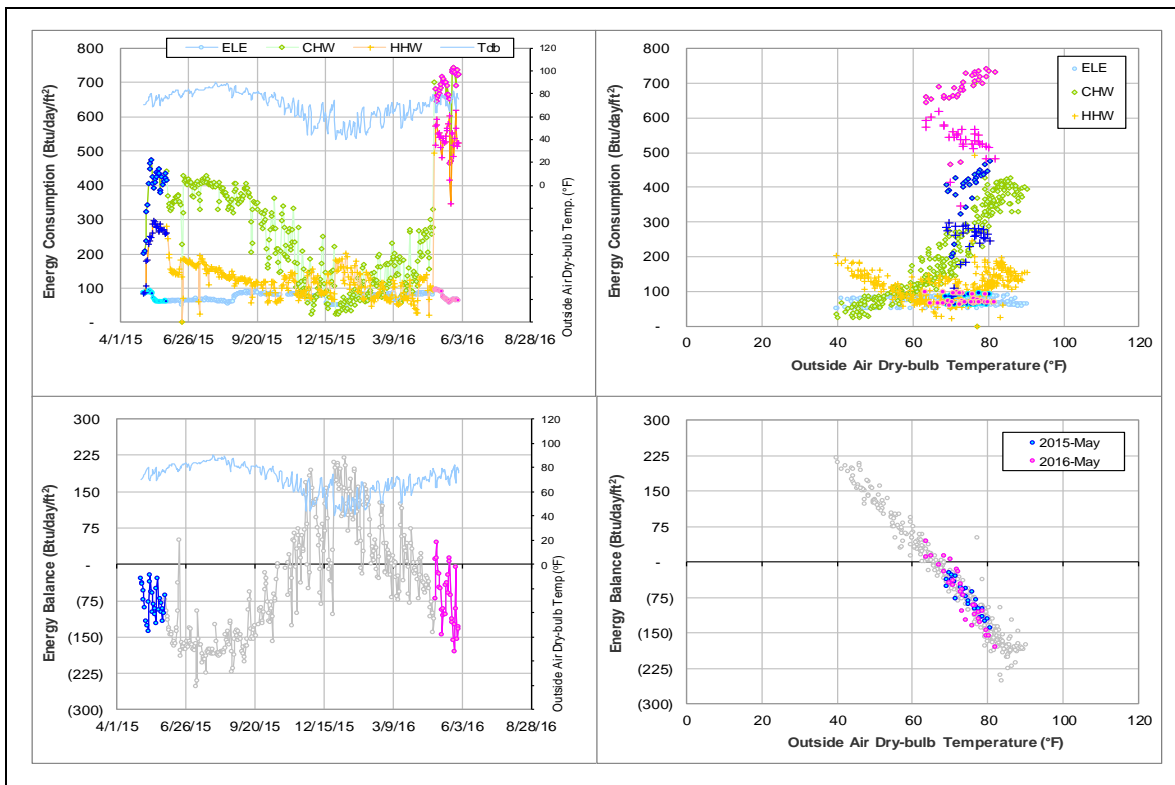 ELE CHW HHW Tdb
Energy Consumption (Btu/day/ft²)
800
700
600
500
400
300
200
100
-
120
100
80
60
40
20
0
Outside Air Dry-bulb Temp. (°F)
4/1/15 6/26/15 9/20/15 12/15/15 3/9/16 6/3/16 8/28/16
Energy Consumption (Btu/day/ft²)
800
700
600
500
400
300
200
100
-
ELE
CHW
HHW
0 20 40 60 80 100 120
Outside Air Dry-bulb Temperature (°F)
Energy Balance (Btu/day/ft²)
300
225
150
75
-
(75)
(150)
(225)
(300)
120
100
80
60
40
20
0
Outside Air Dry-bulb Temp (°F)
4/1/15 6/26/15 9/20/15 12/15/15 3/9/16 6/3/16 8/28/16
Energy Balance (Btu/day/ft²)
300
225
150
75
-
(75)
(150)
(225)
(300)
2015-May
2016-May
0 20 40 60 80 100 120
Outside Air Dry-bulb Temperature (°F)